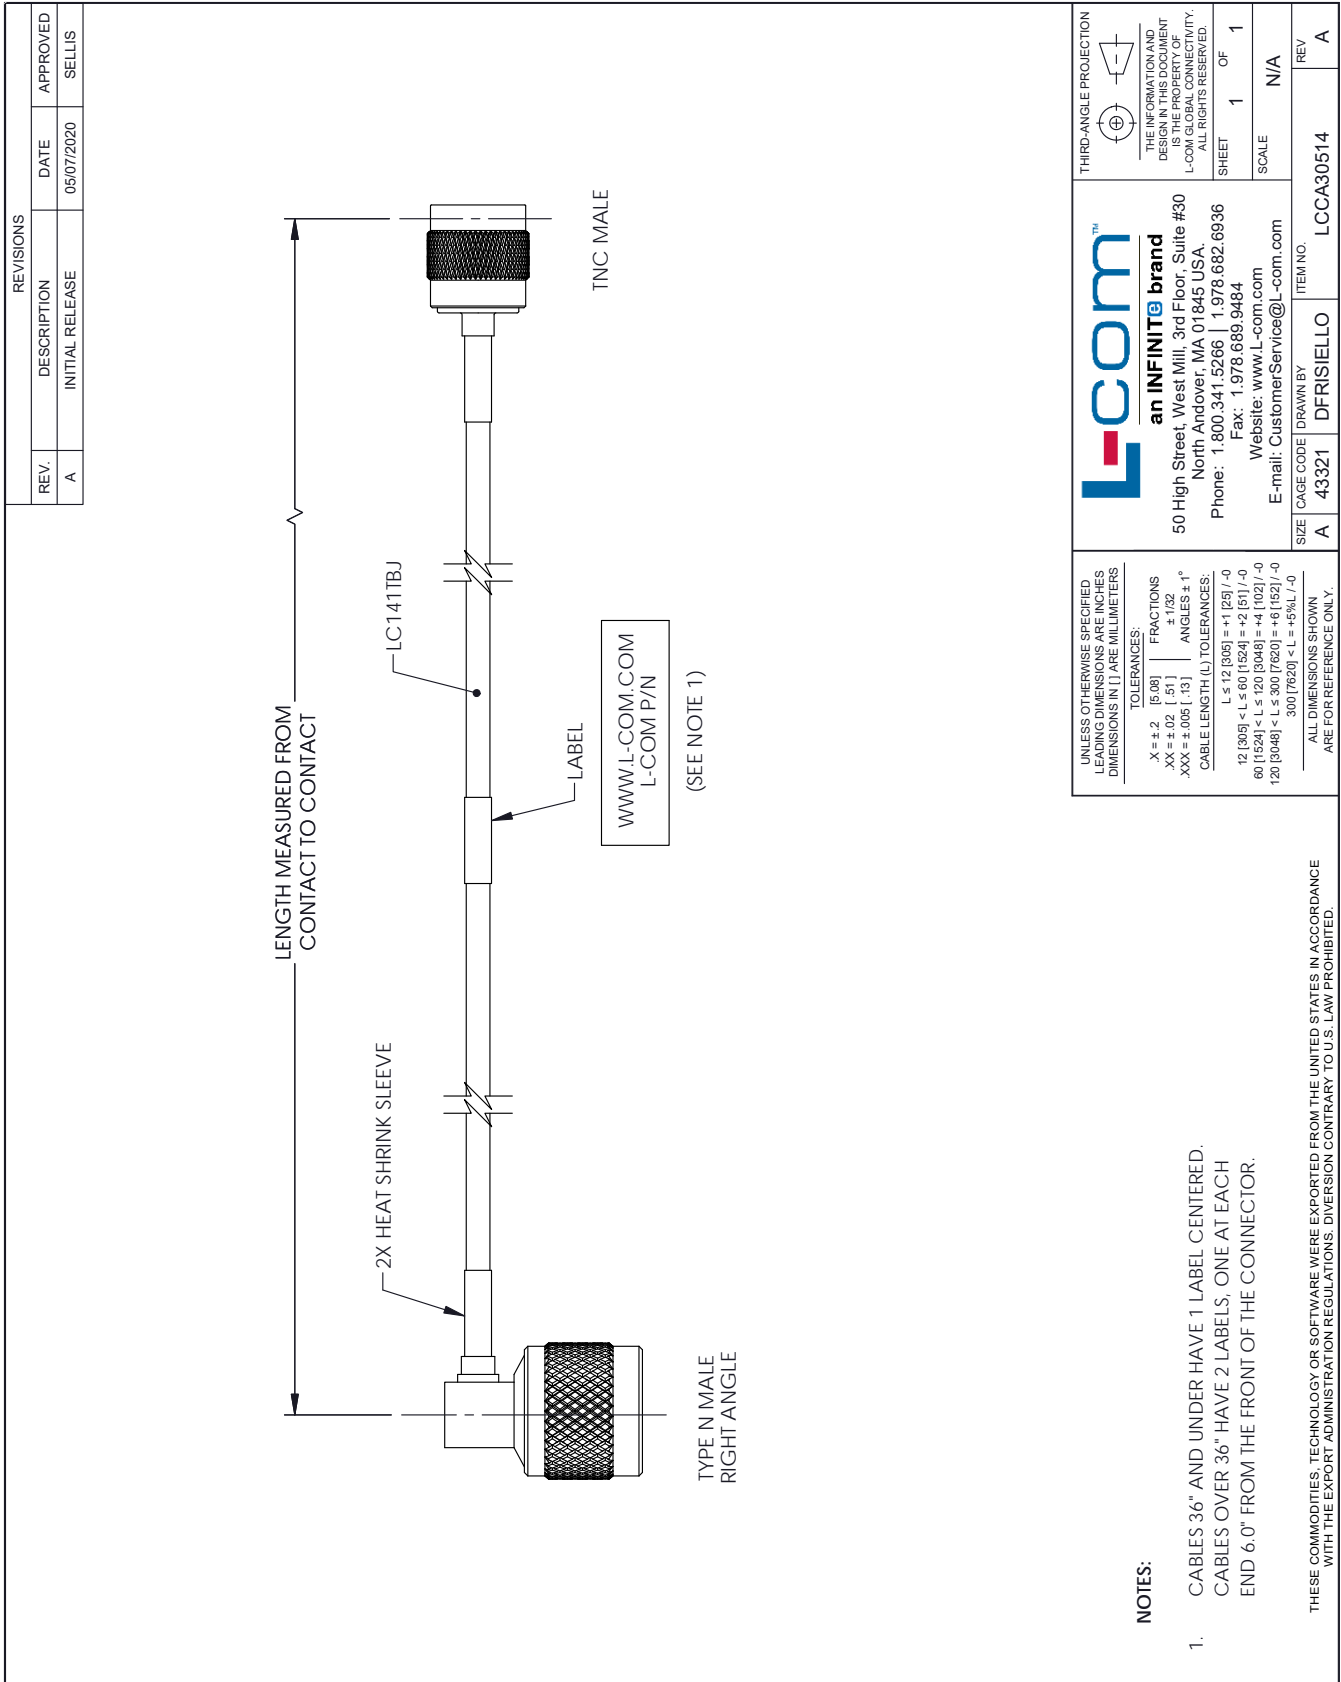 REVISIONS
REV.
DESCRIPTION
DATE
APPROVED
A
INITIAL RELEASE
05/07/2020
SELLIS
LENGTH MEASURED FROM
CONTACT TO CONTACT
2X HEAT SHRINK SLEEVE
LC141TBJ
LABEL
WWW.L-COM.COM
L-COM P/N
(SEE NOTE 1)
TYPE N MALE
RIGHT ANGLE
TNC MALE
NOTES:
1. CABLES 36" AND UNDER HAVE 1 LABEL CENTERED.
CABLES OVER 36" HAVE 2 LABELS, ONE AT EACH
END 6.0" FROM THE FRONT OF THE CONNECTOR.
THESE COMMODITIES, TECHNOLOGY OR SOFTWARE WERE EXPORTED FROM THE UNITED STATES IN ACCORDANCE
WITH THE EXPORT ADMINISTRATION REGULATIONS. DIVERSION CONTRARY TO U.S. LAW PROHIBITED.
UNLESS OTHERWISE SPECIFIED
LEADING DIMENSIONS ARE INCHES
DIMENSIONS IN [ ] ARE MILLIMETERS
TOLERANCES:
.X = ± .2 [5.08] FRACTIONS
.XX = ± .02 [ .51 ] ± 1/32
.XXX = ± .005 [ .13 ] ANGLES ± 1°
CABLE LENGTH (L) TOLERANCES:
L ≤ 12 [305] = +1 [25] / -0
12 [305] < L ≤ 60 [1524] = +2 [51] / -0
60 [1524] < L ≤ 120 [3048] = +4 [102] / -0
120 [3048] < L ≤ 300 [7620] = +6 [152] / -0
300 [7620] < L = +5%L / -0
ALL DIMENSIONS SHOWN
ARE FOR REFERENCE ONLY.
L-com™
an INFINITe brand
50 High Street, West Mill, 3rd Floor, Suite #30
North Andover, MA 01845 USA.
Phone: 1.800.341.5266 | 1.978.682.6936
Fax: 1.978.689.9484
Website: www.L-com.com
E-mail: CustomerService@L-com.com
THIRD-ANGLE PROJECTION
THE INFORMATION AND
DESIGN IN THIS DOCUMENT
IS THE PROPERTY OF
L-COM GLOBAL CONNECTIVITY.
ALL RIGHTS RESERVED.
SHEET 1 OF 1
SCALE N/A
SIZE A
CAGE CODE 43321
DRAWN BY DFRISIELLO
ITEM NO. LCCA30514
REV A